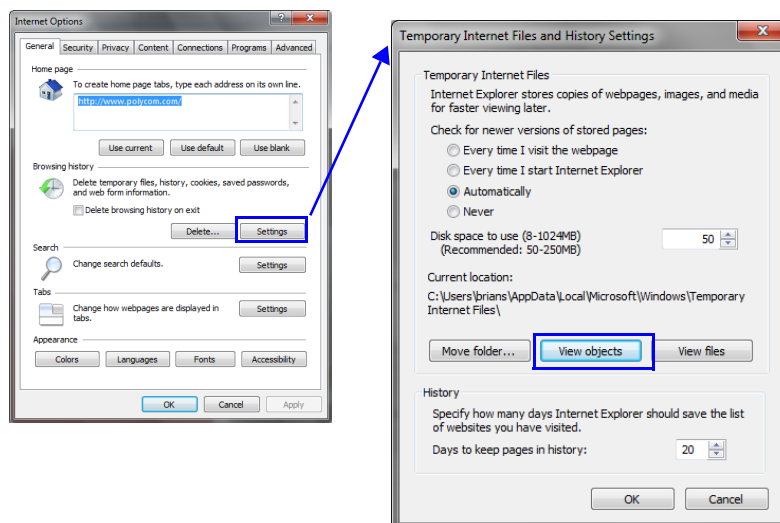 Internet Options
General Security Privacy Content Connections Programs Advanced
Home page
To create home page tabs, type each address on its own line.
http://www.polycom.com/
Use current Use default Use blank
Browsing history
Delete temporary files, history, cookies, saved passwords,
and web form information.
Delete browsing history on exit
Delete... Settings
Search
Change search defaults. Settings
Tabs
Change how webpages are displayed in
tabs.
Settings
Appearance
Colors Languages Fonts Accessibility
OK Cancel Apply
Temporary Internet Files and History Settings
Temporary Internet Files
Internet Explorer stores copies of webpages, images, and media
for faster viewing later.
Check for newer versions of stored pages:
Every time I visit the webpage
Every time I start Internet Explorer
Automatically
Never
Disk space to use (8-1024MB) 50
(Recommended: 50-250MB)
Current location:
C:\Users\brians\AppData\Local\Microsoft\Windows\Temporary
Internet Files\
Move folder... View objects View files
History
Specify how many days Internet Explorer should save the list
of websites you have visited.
Days to keep pages in history: 20
OK Cancel